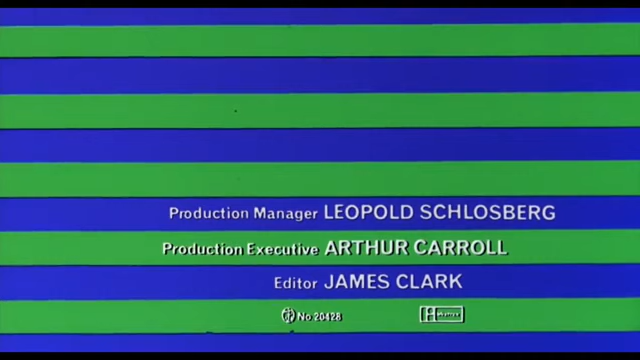 Production Manager LEOPOLD SCHLOSBERG
Production Executive ARTHUR CARROLL
Editor JAMES CLARK
No 20428